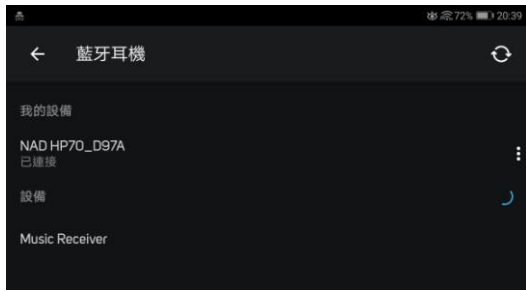 72% 20:39
藍牙耳機
我的設備
NAD HP70_D97A
已連接
設備
Music Receiver